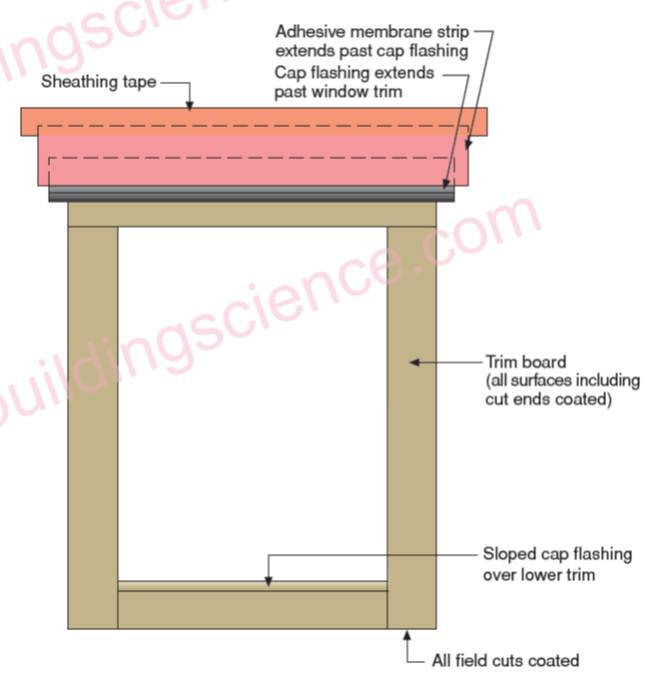 Adhesive membrane strip
extends past cap flashing
Cap flashing extends
past window trim
Sheathing tape
Trim board
(all surfaces including
cut ends coated)
Sloped cap flashing
over lower trim
All field cuts coated
buildingscience.com